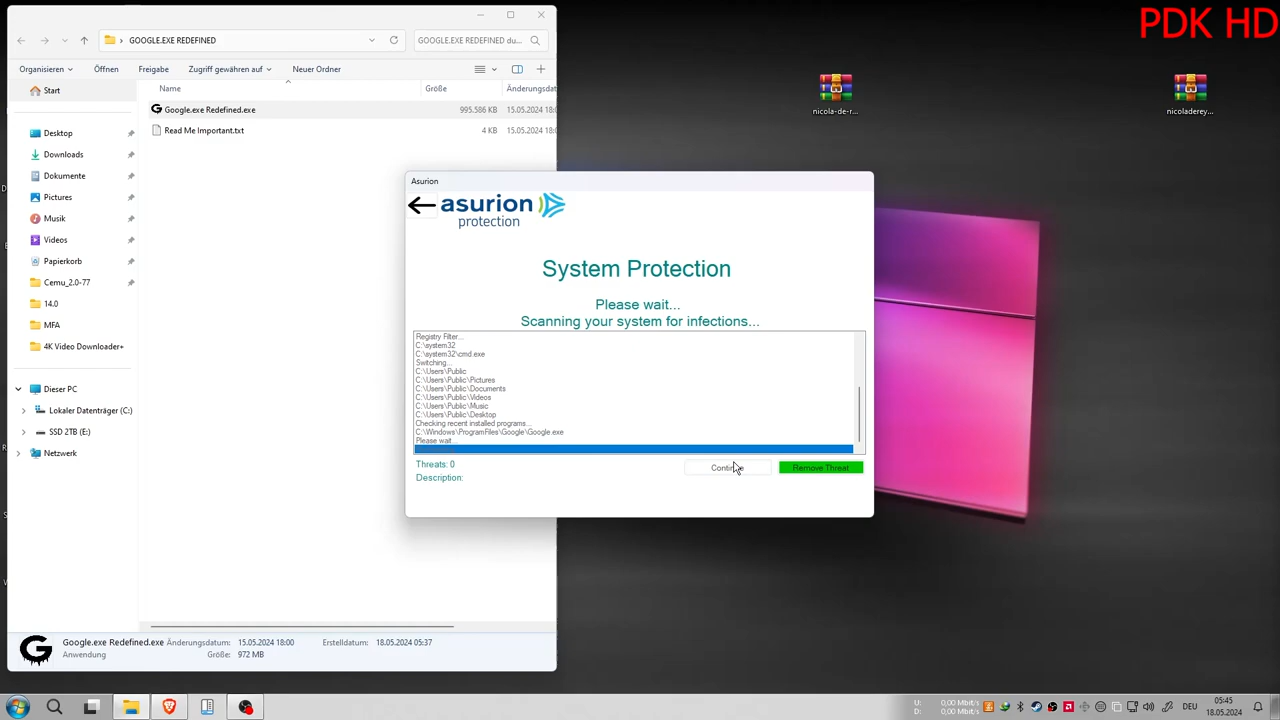 PDK HD
GOOGLE.EXE REDEFINED
GOOGLE.EXE REDEFINED du...
Organisieren
Öffnen
Freigabe
Zugriff gewähren auf
Neuer Ordner
Start
Name
Größe
Änderungsdat
Google.exe Redefined.exe
995.586 KB
15.05.2024 18:0
Read Me Important.txt
4 KB
15.05.2024 18:0
Desktop
Downloads
Dokumente
Pictures
Musik
Videos
Papierkorb
Cemu_2.0-77
14.0
MFA
4K Video Downloader+
Dieser PC
Lokaler Datenträger (C:)
SSD 2TB (E:)
Netzwerk
Google.exe Redefined.exe
Änderungsdatum: 15.05.2024 18:00
Erstelldatum: 18.05.2024 05:37
Anwendung
Größe: 972 MB
nicola-de-r...
nicoladerey...
Asurion
asurion
protection
System Protection
Please wait...
Scanning your system for infections...
Registry Filter...
C:\system32
C:\system32\cmd.exe
Switching...
C:\Users\Public
C:\Users\Public\Pictures
C:\Users\Public\Documents
C:\Users\Public\Videos
C:\Users\Public\Music
C:\Users\Public\Desktop
Checking recent installed programs...
C:\Windows\ProgramFiles\Google\Google.exe
Please wait...
Threats: 0
Continue
Remove Threat
Description:
U: 0,00 Mbit/s
D: 0,00 Mbit/s
DEU
05:45
18.05.2024